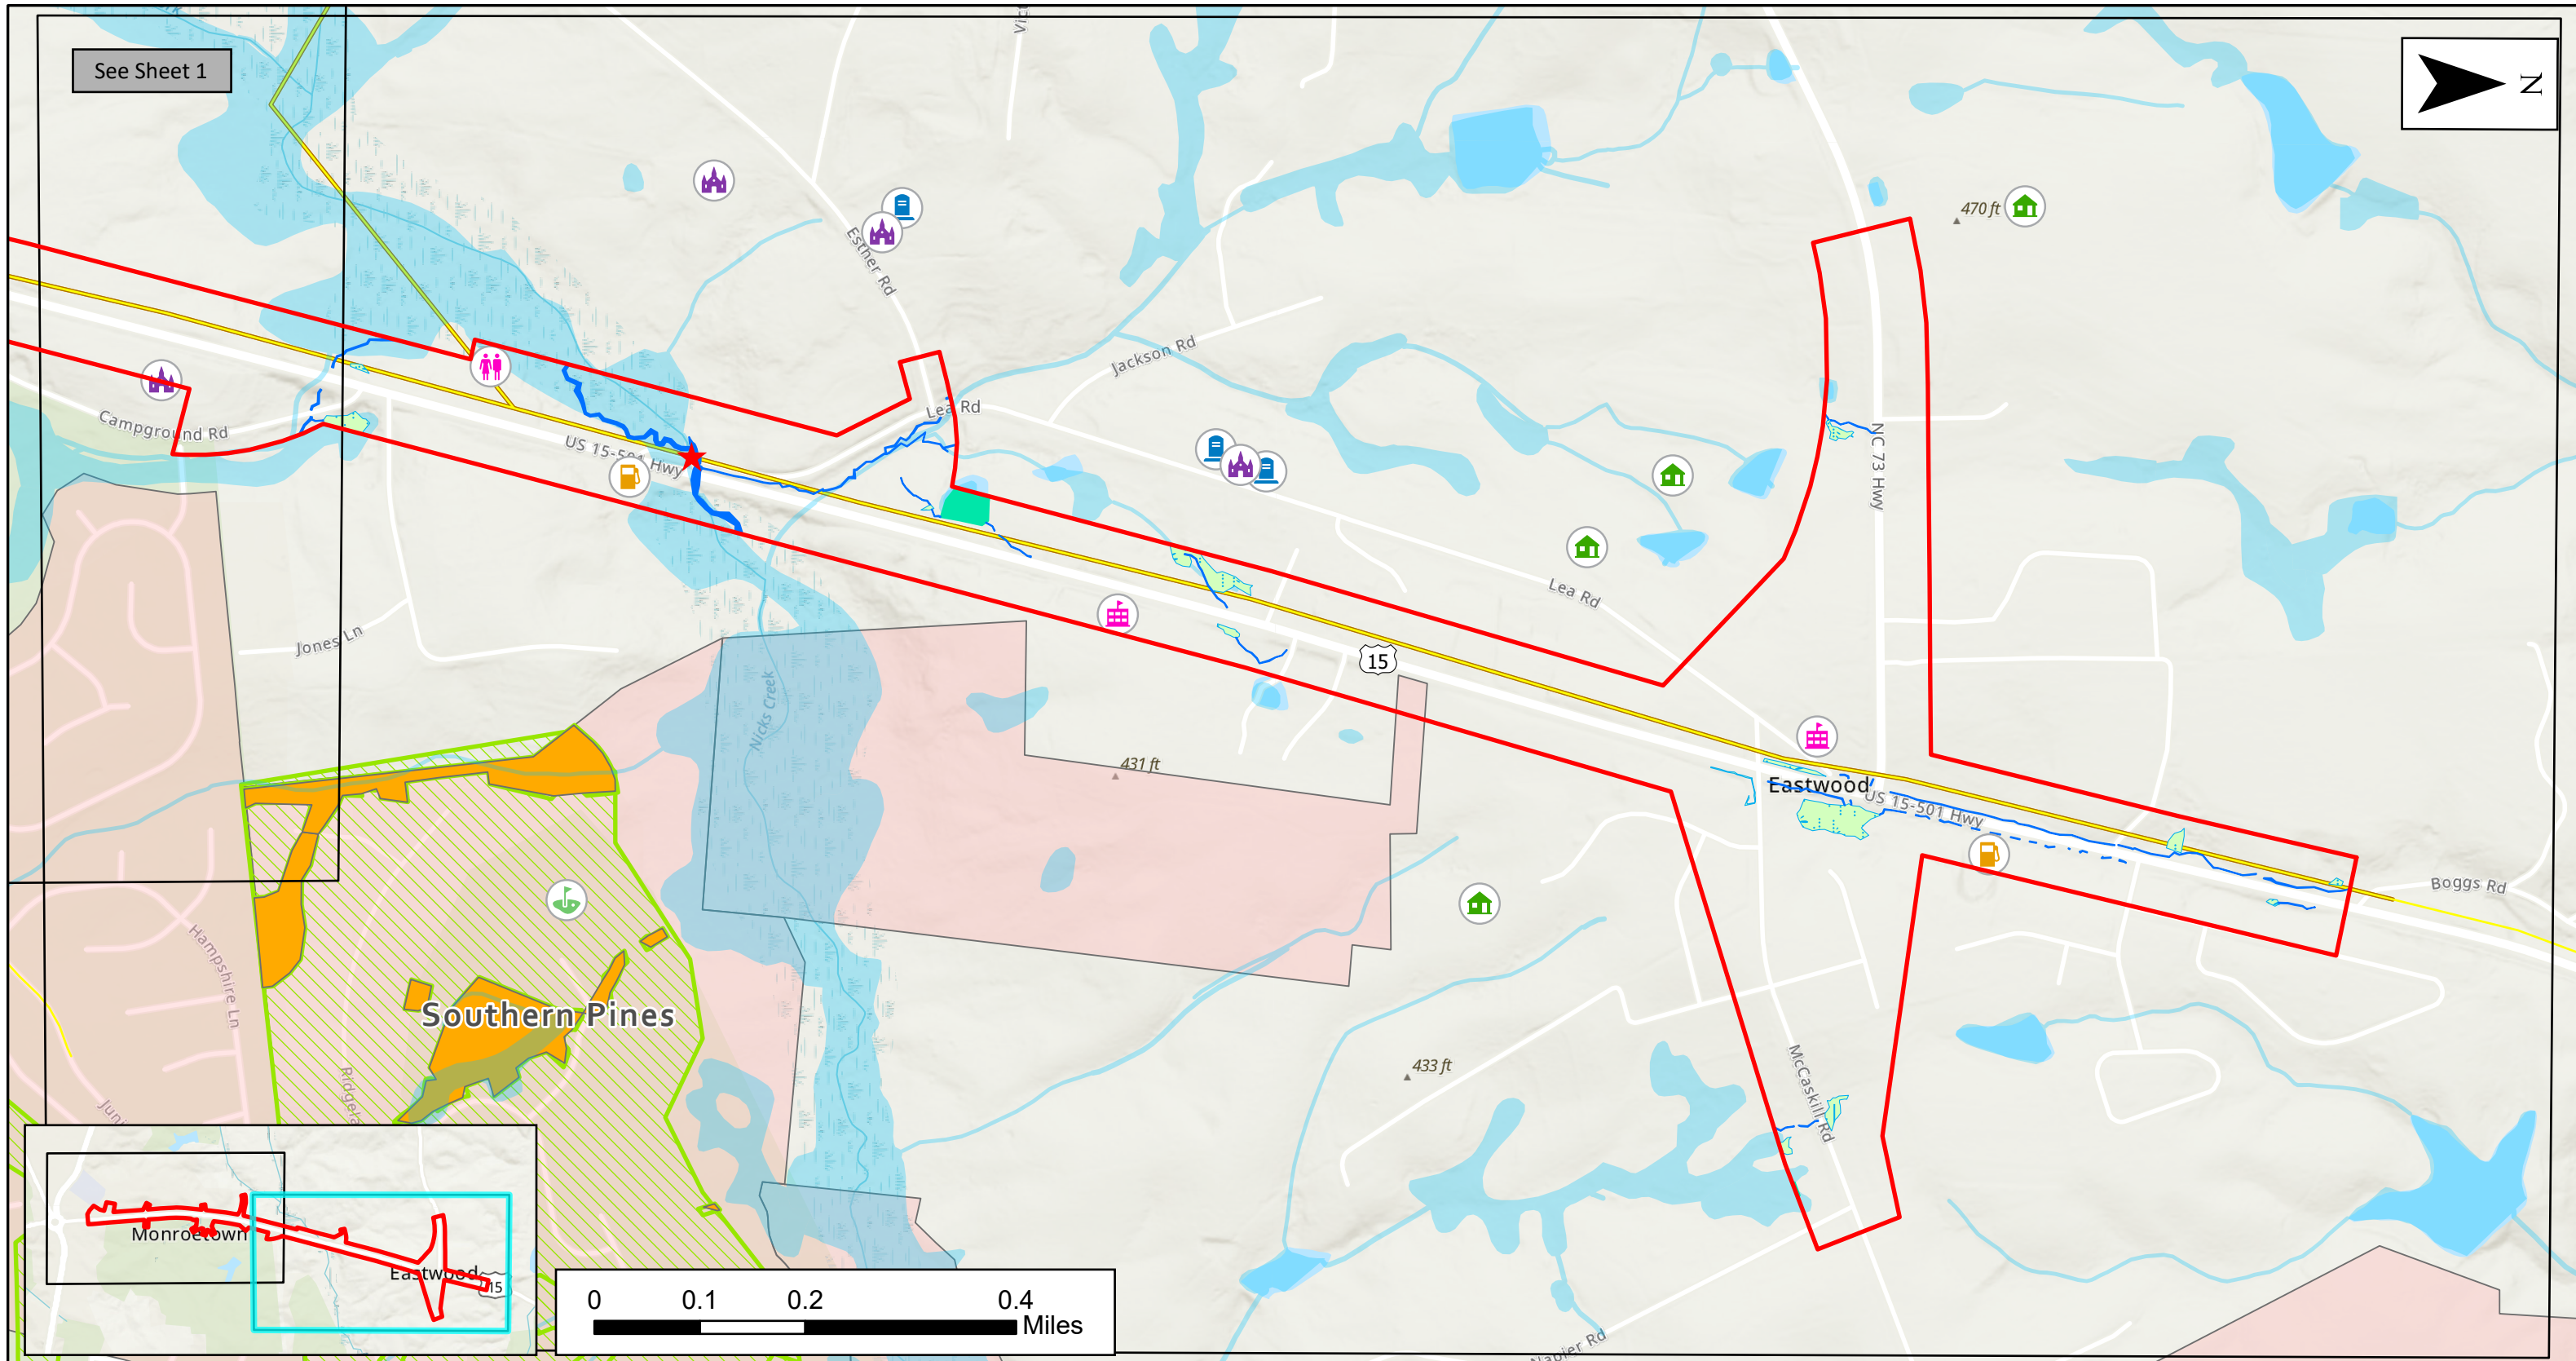 See Sheet 1
N
470 ft
Esther Rd
Jackson Rd
Lea Rd
Campground Rd
US 15-501 Hwy
NC 73 Hwy
Lea Rd
Jones Ln
15
Nicks Creek
431 ft
Eastwood
US 15-501 Hwy
Boggs Rd
Hampshire Ln
Southern Pines
433 ft
McCaskill Rd
Monroetown
Eastwood
15
0 0.1 0.2 0.4
Miles
Napier Rd